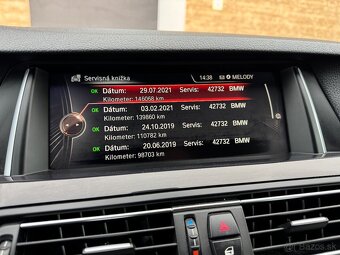 Servisná knižka
14:38 MELODY
OK Dátum: 29.07.2021 Servis: 42732 BMW
Kilometer: 146068 km
OK Dátum: 03.02.2021 Servis: 42732 BMW
Kilometer: 139860 km
OK Dátum: 24.10.2019 Servis: 42732 BMW
Kilometer: 110782 km
OK Dátum: 20.06.2019 Servis: 42732 BMW
Kilometer: 98703 km